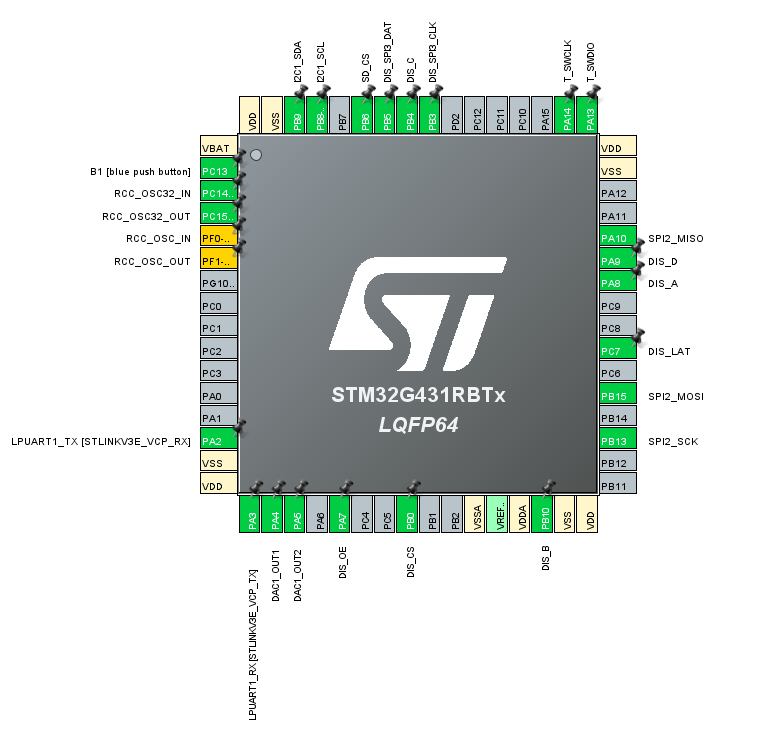 I2C1_SDA
I2C1_SCL
SD_CS
DIS_SPI3_DAT
DIS_C
DIS_SPI3_CLK
T_SWCLK
T_SWDIO
VDD
VSS
PB9
PB8-..
PB7
PB6
PB5
PB4
PB3
PD2
PC12
PC11
PC10
PA15
PA14
PA13
VBAT
B1 [blue push button] PC13
RCC_OSC32_IN PC14..
RCC_OSC32_OUT PC15..
RCC_OSC_IN PF0-..
RCC_OSC_OUT PF1-..
PG10..
PC0
PC1
PC2
PC3
PA0
PA1
LPUART1_TX [STLINKV3E_VCP_RX] PA2
VSS
VDD
ST
STM32G431RBTx
LQFP64
VDD
VSS
PA12
PA11
PA10 SPI2_MISO
PA9 DIS_D
PA8 DIS_A
PC9
PC8
PC7 DIS_LAT
PC6
PB15 SPI2_MOSI
PB14
PB13 SPI2_SCK
PB12
PB11
PA3
PA4
PA5
PA6
PA7
PC4
PC5
PB0
PB1
PB2
VSSA
VREF..
VDDA
PB10
VSS
VDD
LPUART1_RX [STLINKV3E_VCP_TX]
DAC1_OUT1
DAC1_OUT2
DIS_OE
DIS_CS
DIS_B